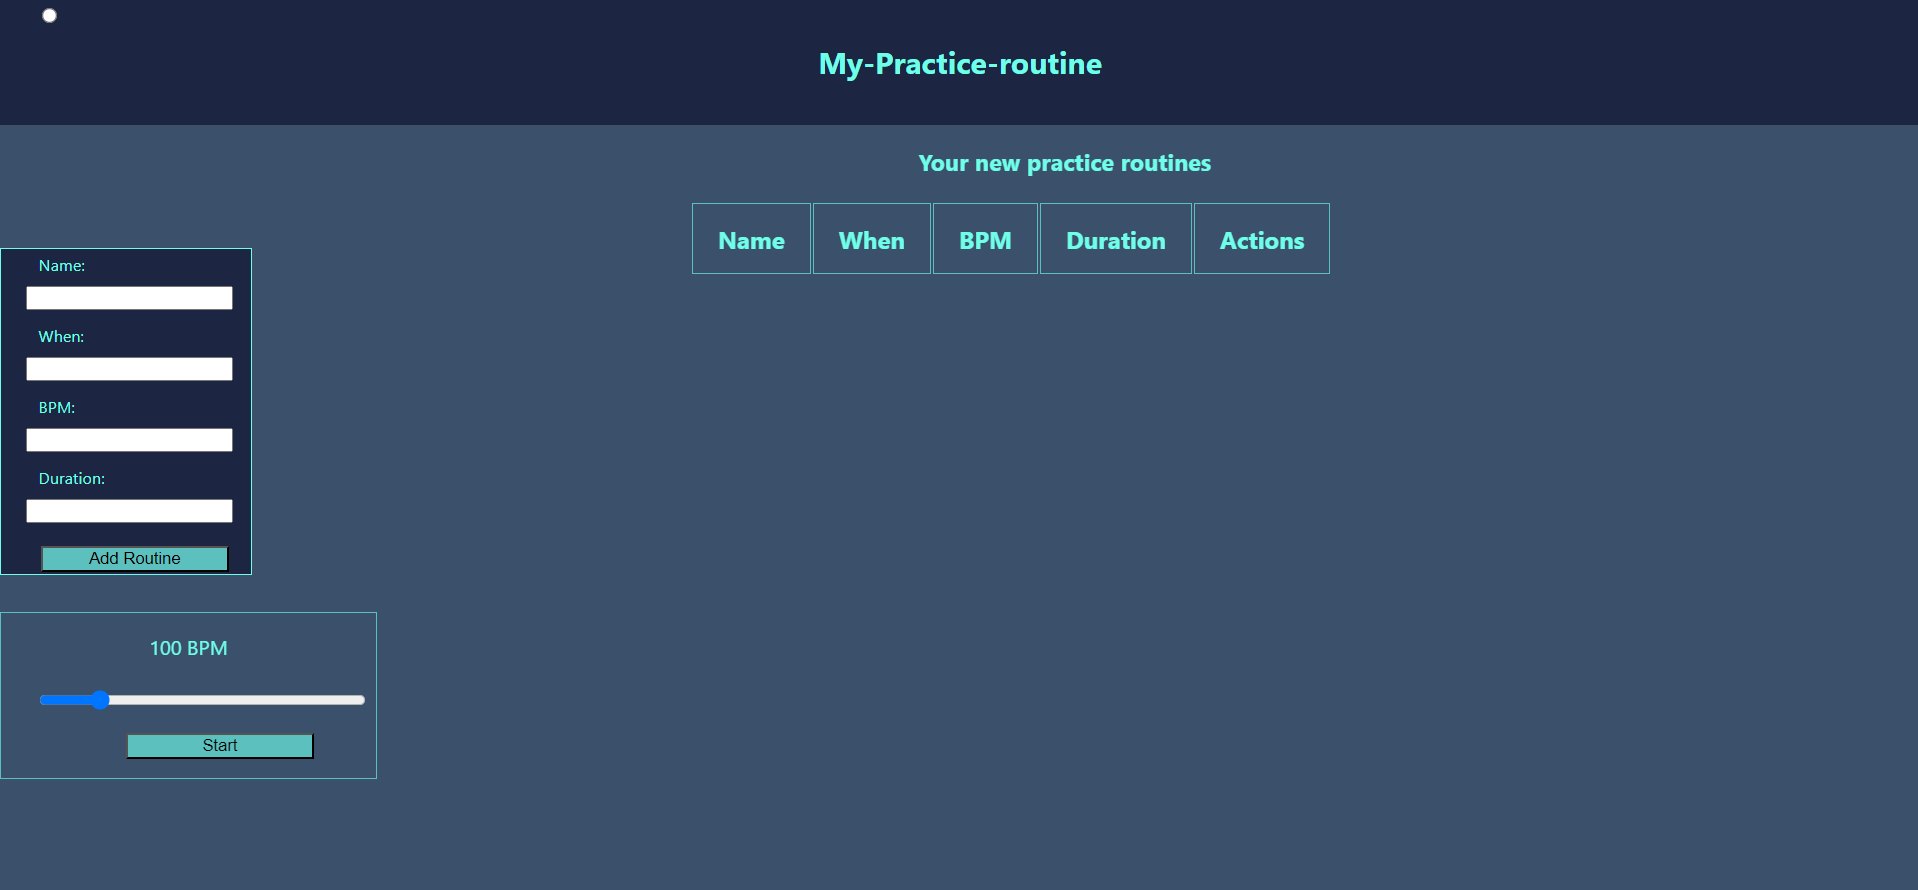 My-Practice-routine
Your new practice routines
Name When BPM Duration Actions
Name:
When:
BPM:
Duration:
Add Routine
100 BPM
Start